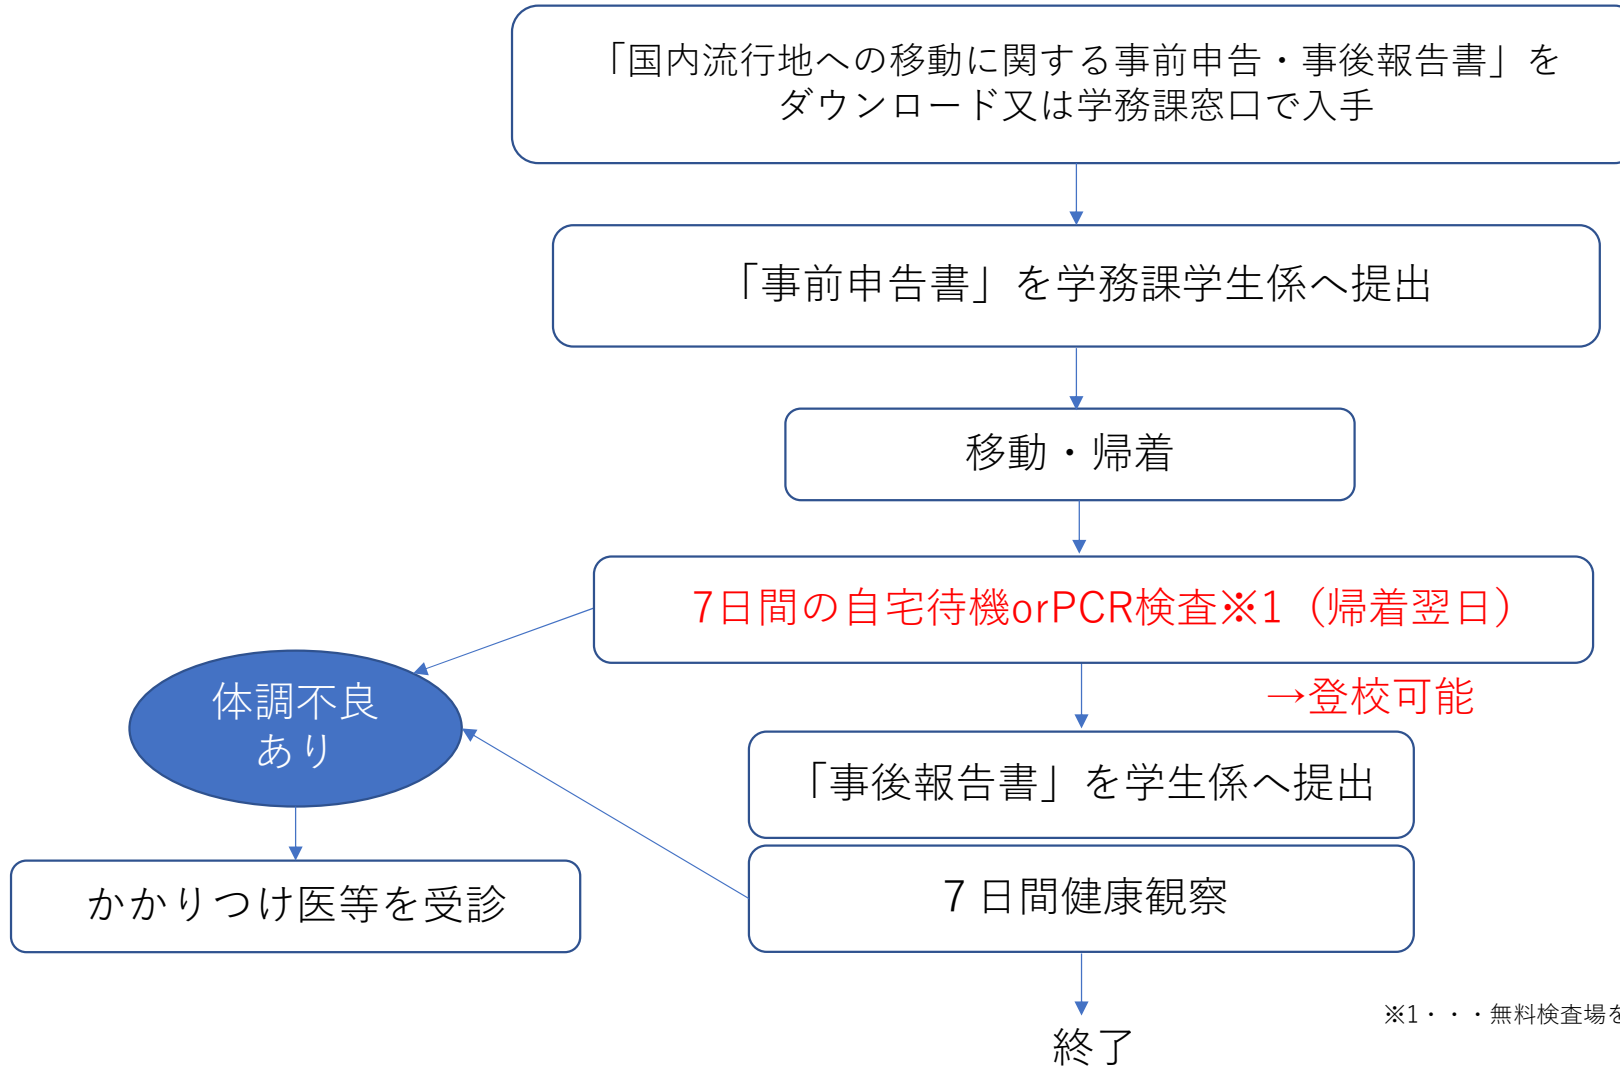 「国内流行地への移動に関する事前申告・事後報告書」を
ダウンロード又は学務課窓口で入手
「事前申告書」を学務課学生係へ提出
移動・帰着
7日間の自宅待機orPCR検査※1（帰着翌日）
→登校可能
体調不良
あり
「事後報告書」を学生係へ提出
かかりつけ医等を受診
７日間健康観察
※1・・・無料検査場を
終了